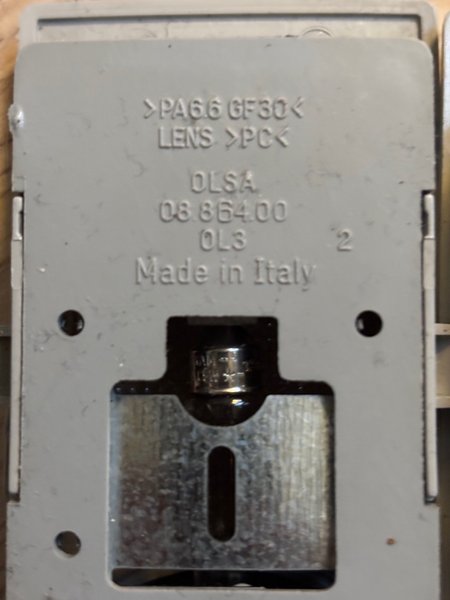 >PA6.6 GF30<
LENS >PC<
OLSA
08.864.00
OL3 2
Made in Italy